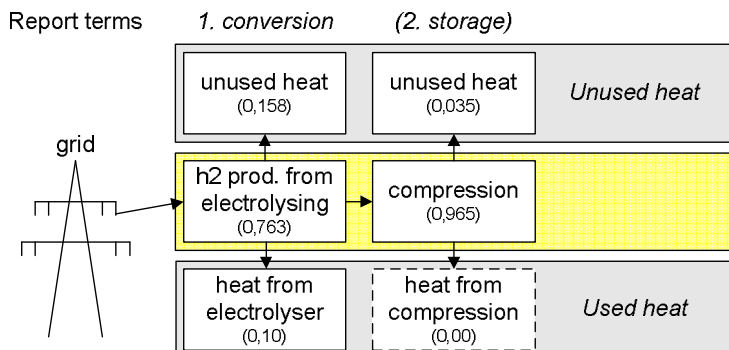 Report terms
1. conversion
(2. storage)
unused heat
(0,158)
unused heat
(0,035)
Unused heat
grid
h2 prod. from
electrolysing
(0,763)
compression
(0,965)
heat from
electrolyser
(0,10)
heat from
compression
(0,00)
Used heat